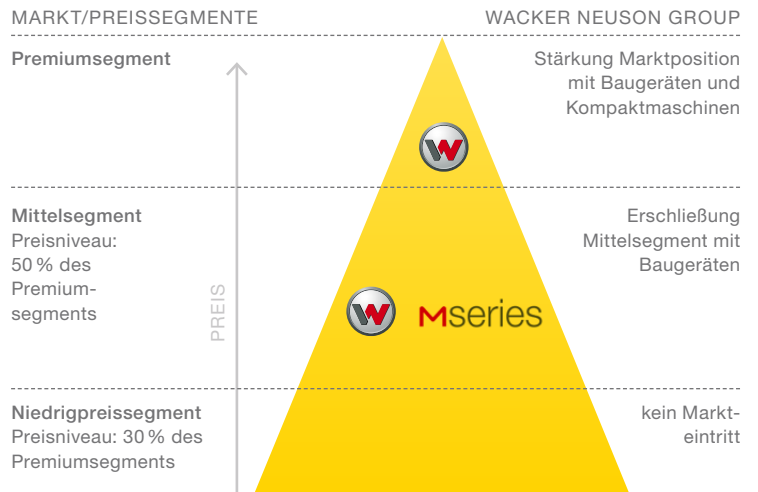 MARKT/PREISSEGMENTE
WACKER NEUSON GROUP
Premiumsegment
Stärkung Marktposition
mit Baugeräten und
Kompaktmaschinen
Mittelsegment
Preisniveau:
50 % des
Premium-
segments
PREIS
Mseries
Erschließung
Mittelsegment mit
Baugeräten
Niedrigpreissegment
Preisniveau: 30 % des
Premiumsegments
kein Markt-
eintritt